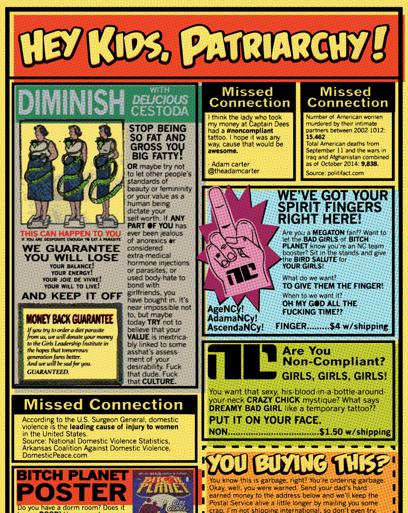 HEY KIDS, PATRIARCHY!
DIMINISH WITH
DELICIOUS
CESTODA
THIS CAN HAPPEN TO YOU
IF YOU ARE DESPERATE ENOUGH TO EAT A PARASITE
WE GUARANTEE
YOU WILL LOSE
YOUR BALANCE!
YOUR ENERGY!
YOUR JOIE DE VIVRE!
YOUR WILL TO LIVE!
AND KEEP IT OFF
MONEY BACK GUARANTEE
If you try to order a diet parasite
from us, we will donate your money
to the Girls Leadership Institute in
the hopes that tomorrows
generation fares better.
And we will be sad for you.
GUARANTEED.
STOP BEING
SO FAT AND
GROSS YOU
BIG FATTY!
OR maybe try not
to let other people's
standards of
beauty or femininity
or your value as a
human being
dictate your
self-worth. If ANY
PART OF YOU has
ever been jealous
of anorexics or
considered
extra-medical
hormone injections
or parasites, or
used body-hate to
bond with
girlfriends, you
have bought in. It's
near impossible not
to, but maybe
today TRY not to
believe that your
VALUE is inextrica-
bly linked to some
asshat's assess-
ment of your
desirability. Fuck
that dude. Fuck
that CULTURE.
Missed
Connection
I think the lady who took
my money at Captain Dees
had a #noncompliant
tattoo. I hope it was any
way, cause that would be
awesome.
- Adam carter
@theadamcarter
Missed
Connection
Number of American women
murdered by their intimate
partners between 2002-1012:
15,462
Total American deaths from
September 11 and the wars in
Iraq and Afghanistan combined
as of October 2014: 9,838.
Source: politifact.com
WE'VE GOT YOUR
SPIRIT FINGERS
RIGHT HERE!
Are you a MEGATON fan? Want to
let the BAD GIRLS of BITCH
PLANET know you're an NC team
booster? Sit in the stands and give
the BIRD SALUTE for
YOUR GIRLS!
What do we want?
TO GIVE THEM THE FINGER!
When to we want it?
OH MY GOD ALL THE
FUCKING TIME??
NC
AgeNCy!
AdamaNCy!
AscendaNCy!
FINGER..........$4 w/shipping
NC
Are You
Non-Compliant?
GIRLS, GIRLS, GIRLS!
You want that sexy, his-blood-in-a-bottle-around-
your-neck CRAZY CHICK mystique? What says
DREAMY BAD GIRL like a temporary tattoo??
PUT IT ON YOUR FACE.
NON.........................$1.50 w/shipping
Missed Connection
According to the U.S. Surgeon General, domestic
violence is the leading cause of injury to women
in the United States.
Source: National Domestic Violence Statistics,
Arkansas Coalition Against Domestic Violence,
DomesticPeace.com
BITCH PLANET
POSTER
Do you have a dorm room? Does it
BITCH
PLANET
YOU BUYING THIS?
You know this is garbage, right? You're ordering garbage.
Okay, well, you were warned. Send your dad's hard
earned money to the address below and we'll keep the
Postal Service alive a little longer by mailing you some
crap. I'm not shipping international, so don't even try.